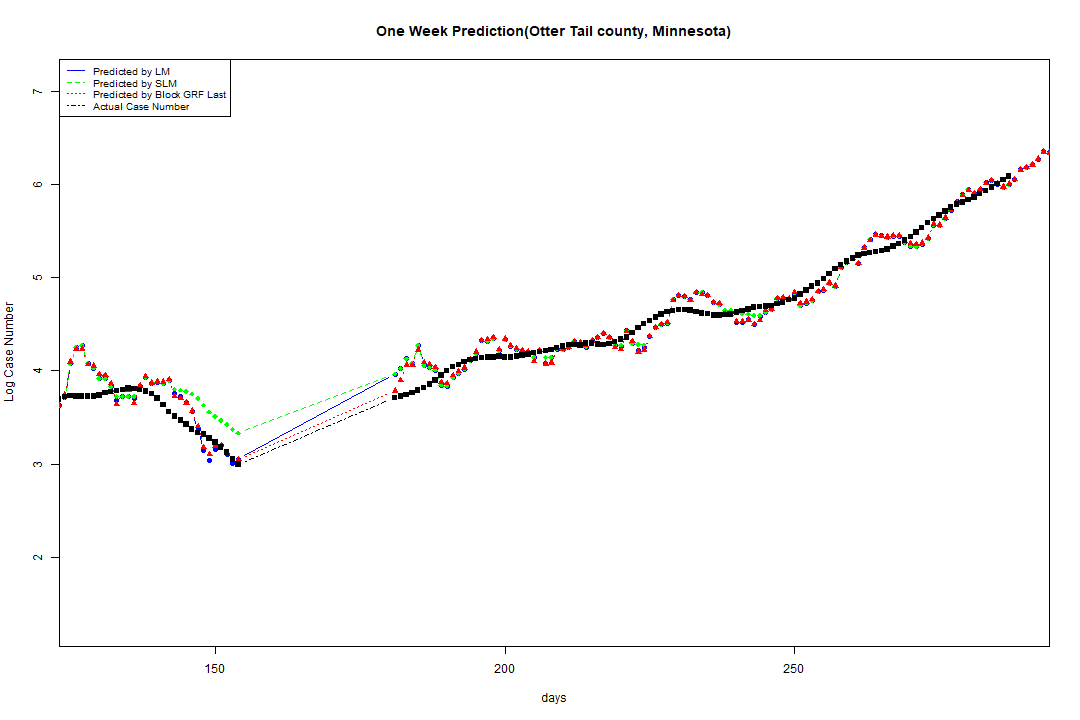 One Week Prediction(Otter Tail county, Minnesota)
Predicted by LM
Predicted by SLM
Predicted by Block GRF Last
Actual Case Number
7
6
5
4
3
2
Log Case Number
150
200
250
days